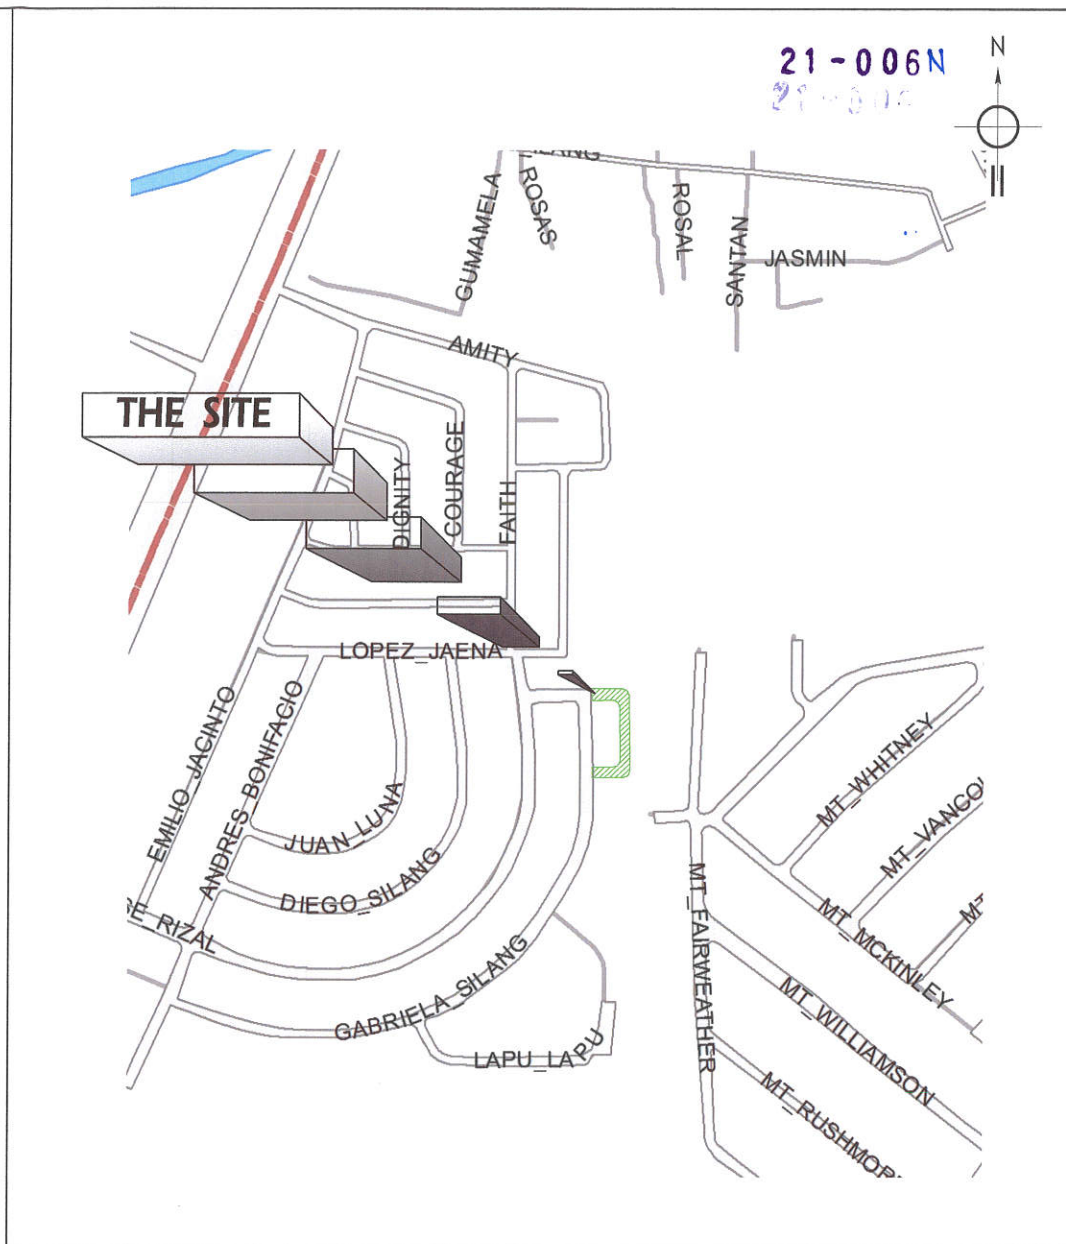 21-006N
N
GUMAMELA
ROSAS
ROSAL
SANTAN
JASMIN
AMITY
THE SITE
DIGNITY
COURAGE
FAITH
LOPEZ_JAENA
EMILIO_JACINTO
ANDRES_BONIFACIO
JUAN_LUNA
DIEGO_SILANG
GABRIELA_SILANG
LAPU_LAPU
MT_WHITNEY
MT_FAIRWEATHER
MT_MCKINLEY
MT_WILLIAMSON